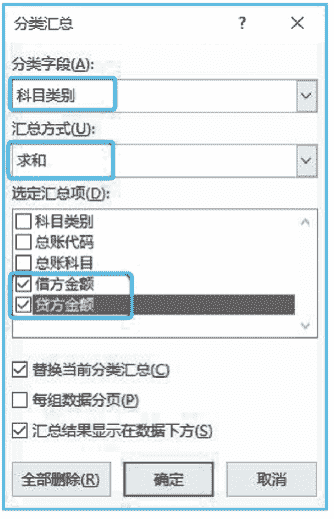 分类汇总 ? ×
分类字段(A):
科目类别
汇总方式(U):
求和
选定汇总项(D):
科目类别
总账代码
总账科目
借方金额
贷方金额
替换当前分类汇总(C)
每组数据分页(P)
汇总结果显示在数据下方(S)
全部删除(R) 确定 取消